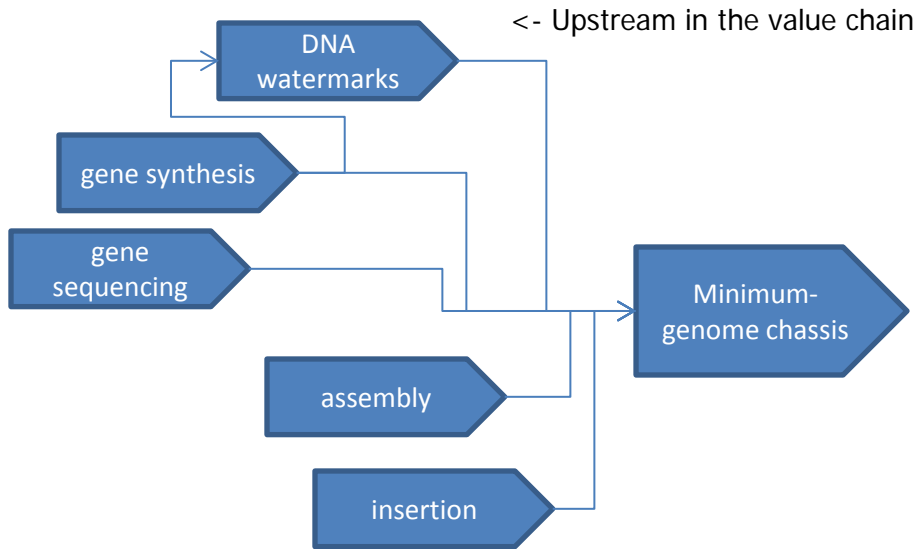 <- Upstream in the value chain
DNA
watermarks
gene synthesis
gene
sequencing
Minimum-
genome chassis
assembly
insertion